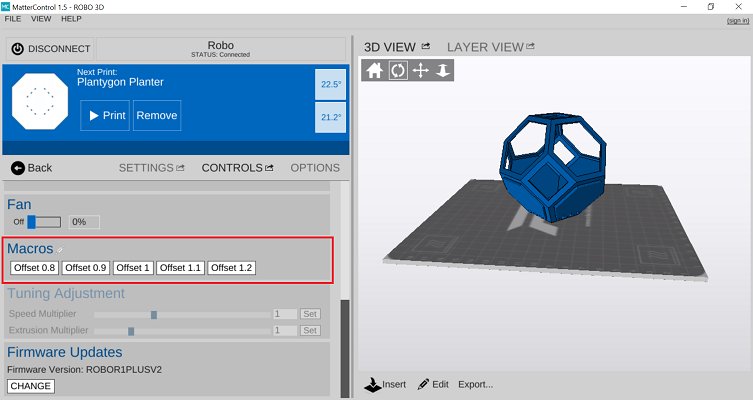 MC MatterControl 1.5 - ROBO 3D
FILE VIEW HELP
(sign in)
DISCONNECT
Robo
STATUS: Connected
Next Print:
Plantygon Planter
22.5°
Print Remove
21.2°
Back SETTINGS CONTROLS OPTIONS
3D VIEW LAYER VIEW
Fan
Off 0%
Macros
Offset 0.8 Offset 0.9 Offset 1 Offset 1.1 Offset 1.2
Tuning Adjustment
Speed Multiplier 1 Set
Extrusion Multiplier 1 Set
Firmware Updates
Firmware Version: ROBOR1PLUSV2
CHANGE
Insert Edit Export...